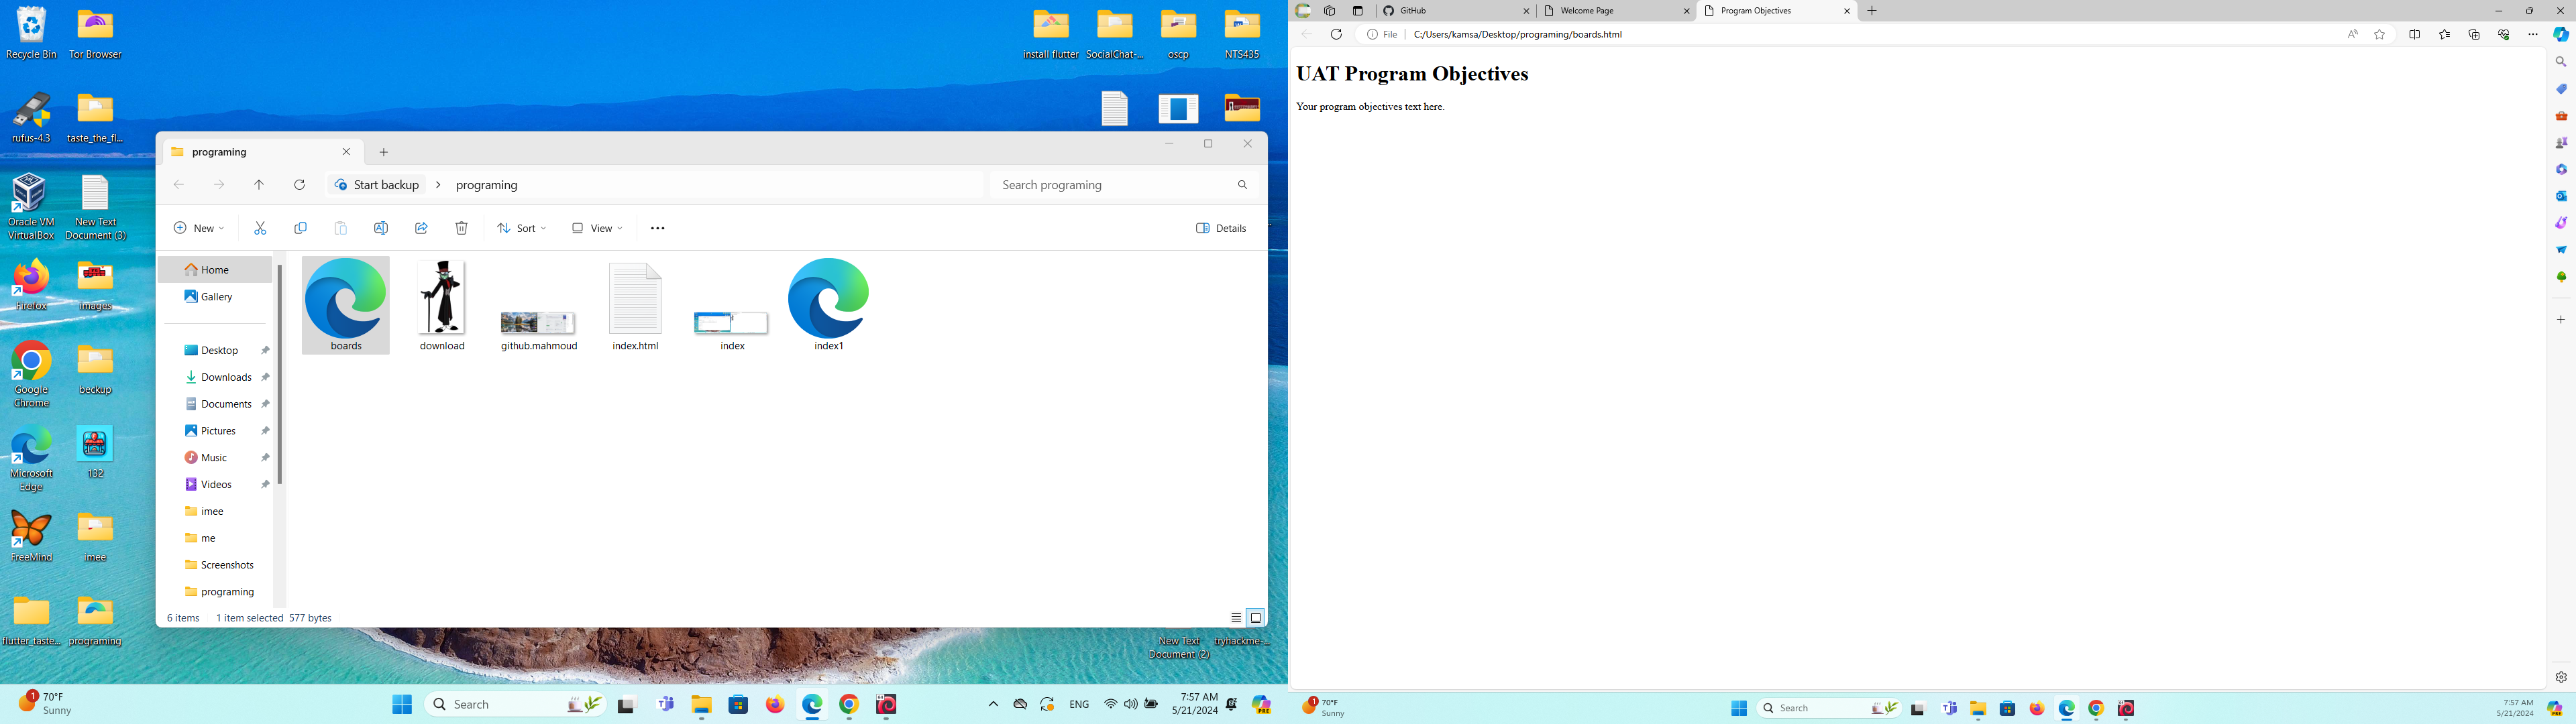 Recycle Bin
Tor Browser
install flutter
SocialChat-...
oscp
NTS435
rufus-4.3
taste_the_fl...
Oracle VM
VirtualBox
New Text
Document (3)
Firefox
images
Google
Chrome
beckup
Microsoft
Edge
132
FreeMind
imee
flutter_taste...
programing
New Text
Document (2)
tryhackme-...
programing
Start backup
programing
Search programing
New
Sort
View
Details
Home
Gallery
Desktop
Downloads
Documents
Pictures
Music
Videos
imee
me
Screenshots
programing
boards
download
github.mahmoud
index.html
index
index1
6 items
1 item selected 577 bytes
1
70°F
Sunny
Search
ENG
7:57 AM
5/21/2024
PRE
GitHub
Welcome Page
Program Objectives
File
C:/Users/kamsa/Desktop/programing/boards.html
UAT Program Objectives
Your program objectives text here.
1
70°F
Sunny
Search
7:57 AM
5/21/2024
PRE